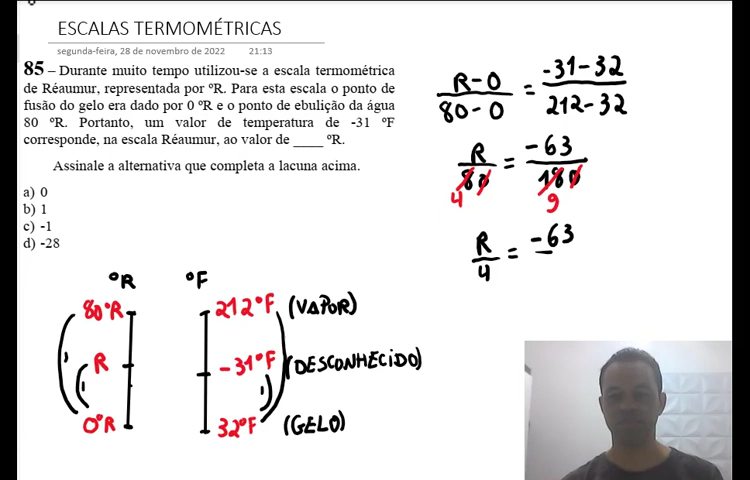 ESCALAS TERMOMÉTRICAS
segunda-feira, 28 de novembro de 2022 21:13
85 – Durante muito tempo utilizou-se a escala termométrica
de Réaumur, representada por ºR. Para esta escala o ponto de
fusão do gelo era dado por 0 ºR e o ponto de ebulição da água
80 ºR. Portanto, um valor de temperatura de -31 ºF
corresponde, na escala Réaumur, ao valor de ____ ºR.
Assinale a alternativa que completa a lacuna acima.
a) 0
b) 1
c) -1
d) -28
ºR ºF
80ºR 212ºF (VAPOR)
R -31ºF (DESCONHECIDO)
0ºR 32ºF (GELO)
R-0 = -31-32
80-0 212-32
R = -63
80 180
4 9
R = -63
4